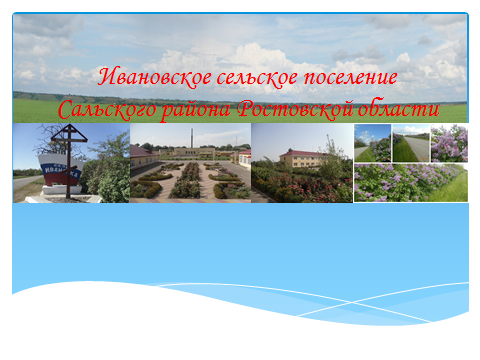 Ивановское сельское поселение
Сальского района Ростовской области